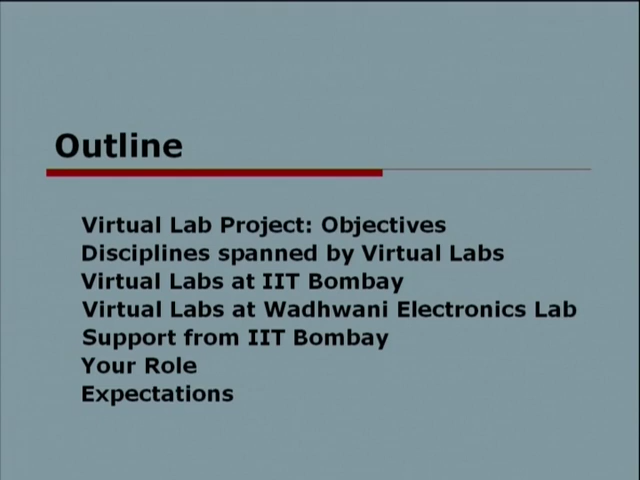 Outline
Virtual Lab Project: Objectives
Disciplines spanned by Virtual Labs
Virtual Labs at IIT Bombay
Virtual Labs at Wadhwani Electronics Lab
Support from IIT Bombay
Your Role
Expectations